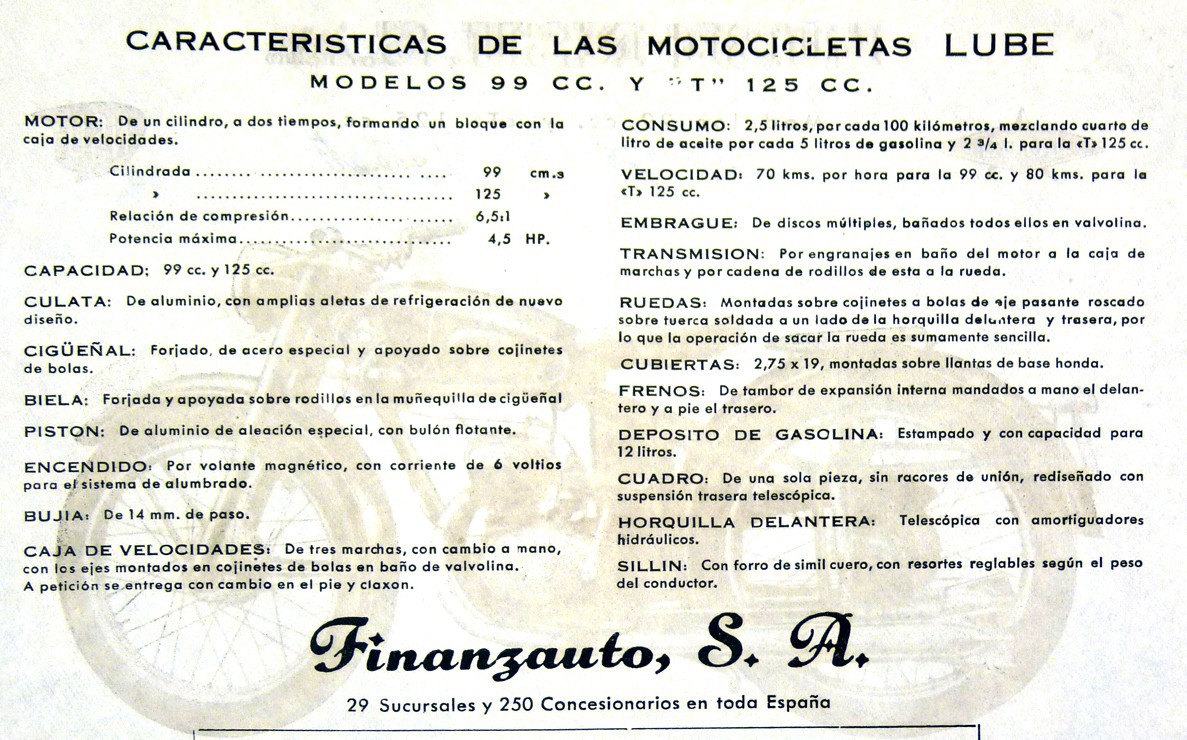 CARACTERISTICAS DE LAS MOTOCICLETAS LUBE
MODELOS 99 CC. Y "T" 125 CC.
MOTOR: De un cilindro, a dos tiempos, formando un bloque con la
caja de velocidades.
Cilindrada ........................ .... 99 cm.3
» .................................. 125 »
Relación de compresión..................... 6,5:1
Potencia máxima............................ 4,5 HP.
CAPACIDAD: 99 cc. y 125 cc.
CULATA: De aluminio, con amplias aletas de refrigeración de nuevo
diseño.
CIGÜEÑAL: Forjado, de acero especial y apoyado sobre cojinetes
de bolas.
BIELA: Forjada y apoyada sobre rodillos en la muñequilla de cigüeñal
PISTON: De aluminio de aleación especial, con bulón flotante.
ENCENDIDO: Por volante magnético, con corriente de 6 voltios
para el sistema de alumbrado.
BUJIA: De 14 mm. de paso.
CAJA DE VELOCIDADES: De tres marchas, con cambio a mano,
con los ejes montados en cojinetes de bolas en baño de valvolina.
A petición se entrega con cambio en el pie y claxon.
CONSUMO: 2,5 litros, por cada 100 kilómetros, mezclando cuarto de
litro de aceite por cada 5 litros de gasolina y 2 3/4 l. para la «T» 125 cc.
VELOCIDAD: 70 kms. por hora para la 99 cc. y 80 kms. para la
«T» 125 cc.
EMBRAGUE: De discos múltiples, bañados todos ellos en valvolina.
TRANSMISION: Por engranajes en baño del motor a la caja de
marchas y por cadena de rodillos de esta a la rueda.
RUEDAS: Montadas sobre cojinetes a bolas de eje pasante roscado
sobre tuerca soldada a un lado de la horquilla delantera y trasera, por
lo que la operación de sacar la rueda es sumamente sencilla.
CUBIERTAS: 2,75 x 19, montadas sobre llantas de base honda.
FRENOS: De tambor de expansión interna mandados a mano el delan-
tero y a pie el trasero.
DEPOSITO DE GASOLINA: Estampado y con capacidad para
12 litros.
CUADRO: De una sola pieza, sin racores de unión, rediseñado con
suspensión trasera telescópica.
HORQUILLA DELANTERA: Telescópica con amortiguadores
hidráulicos.
SILLIN: Con forro de simil cuero, con resortes reglables según el peso
del conductor.
Finanzauto, S. A.
29 Sucursales y 250 Concesionarios en toda España